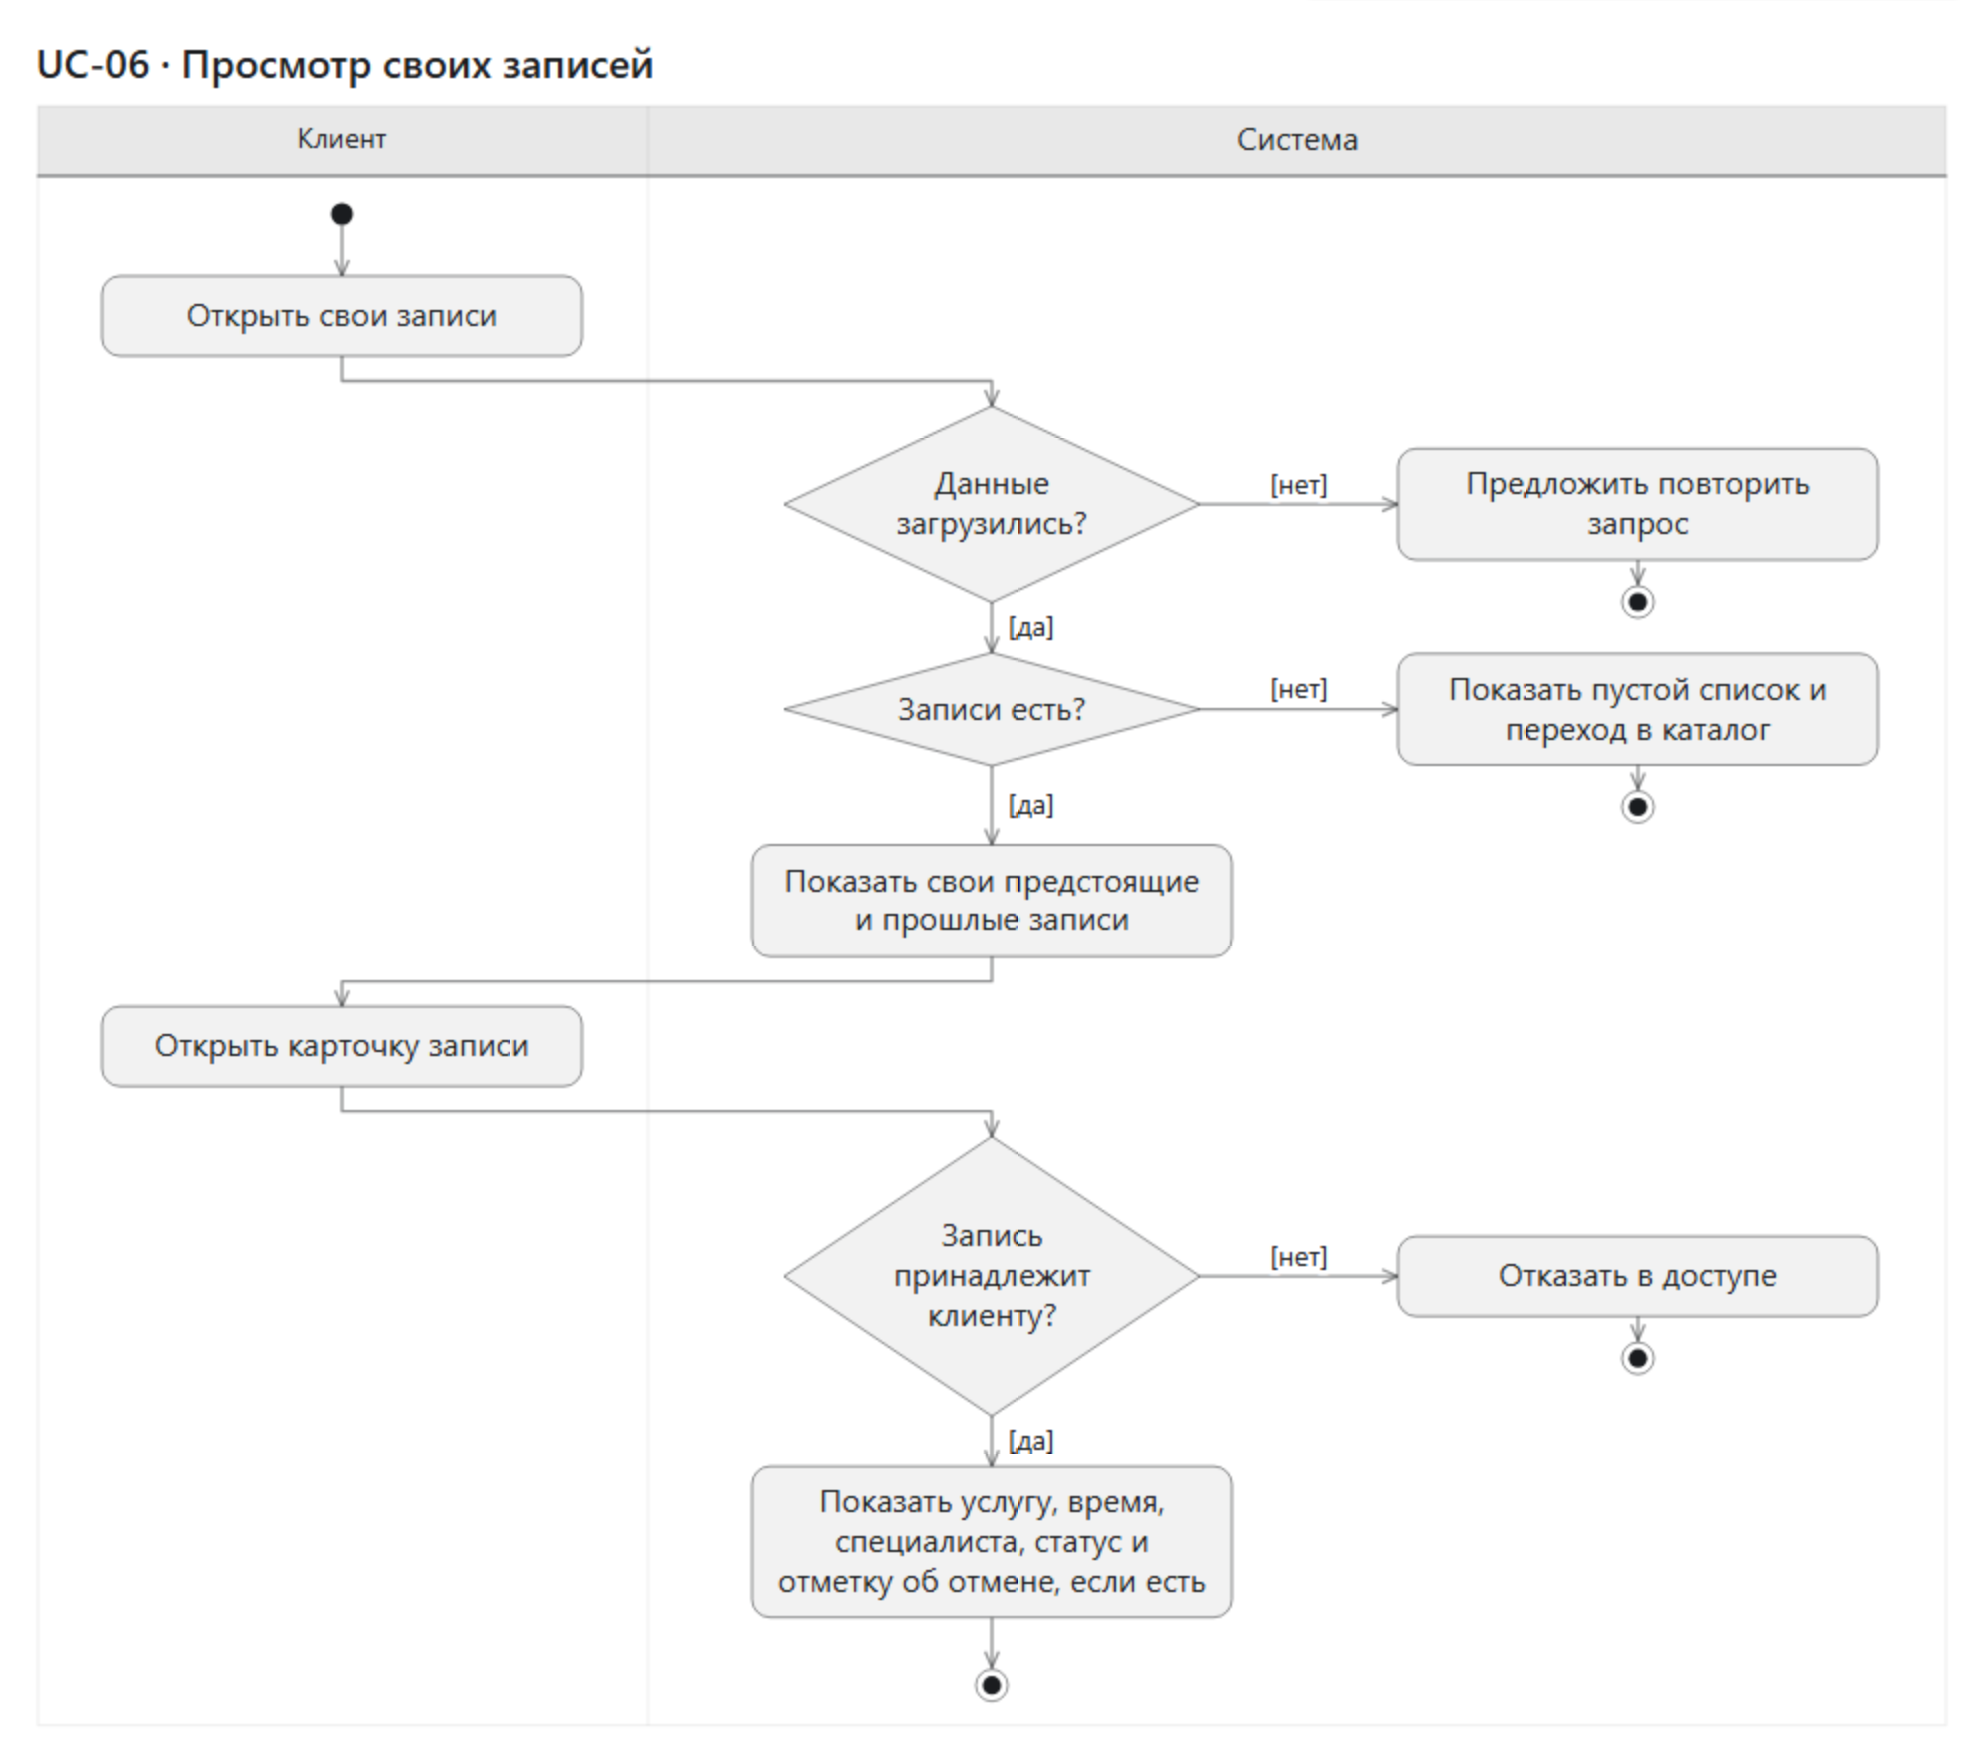 UC-06 · Просмотр своих записей
Клиент
Система
Открыть свои записи
Данные
загрузились?
[нет]
Предложить повторить
запрос
[да]
Записи есть?
[нет]
Показать пустой список и
переход в каталог
[да]
Показать свои предстоящие
и прошлые записи
Открыть карточку записи
Запись
принадлежит
клиенту?
[нет]
Отказать в доступе
[да]
Показать услугу, время,
специалиста, статус и
отметку об отмене, если есть